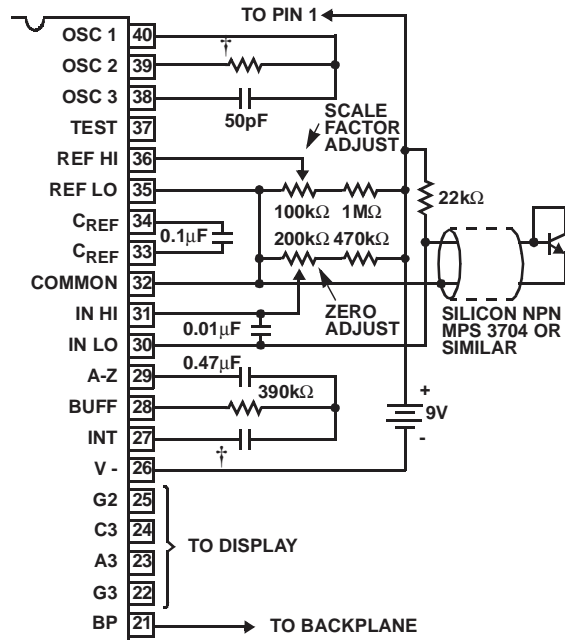 TO PIN 1
OSC 1 40
OSC 2 39
†
OSC 3 38
50pF
TEST 37
SCALE
FACTOR
ADJUST
REF HI 36
REF LO 35
100kΩ 1MΩ
22kΩ
CREF 34
0.1μF
CREF 33
200kΩ 470kΩ
COMMON 32
IN HI 31
ZERO
ADJUST
0.01μF
IN LO 30
SILICON NPN
MPS 3704 OR
SIMILAR
0.47μF
A-Z 29
390kΩ
BUFF 28
+
9V
-
INT 27
†
V - 26
G2 25
C3 24
TO DISPLAY
A3 23
G3 22
BP 21
TO BACKPLANE